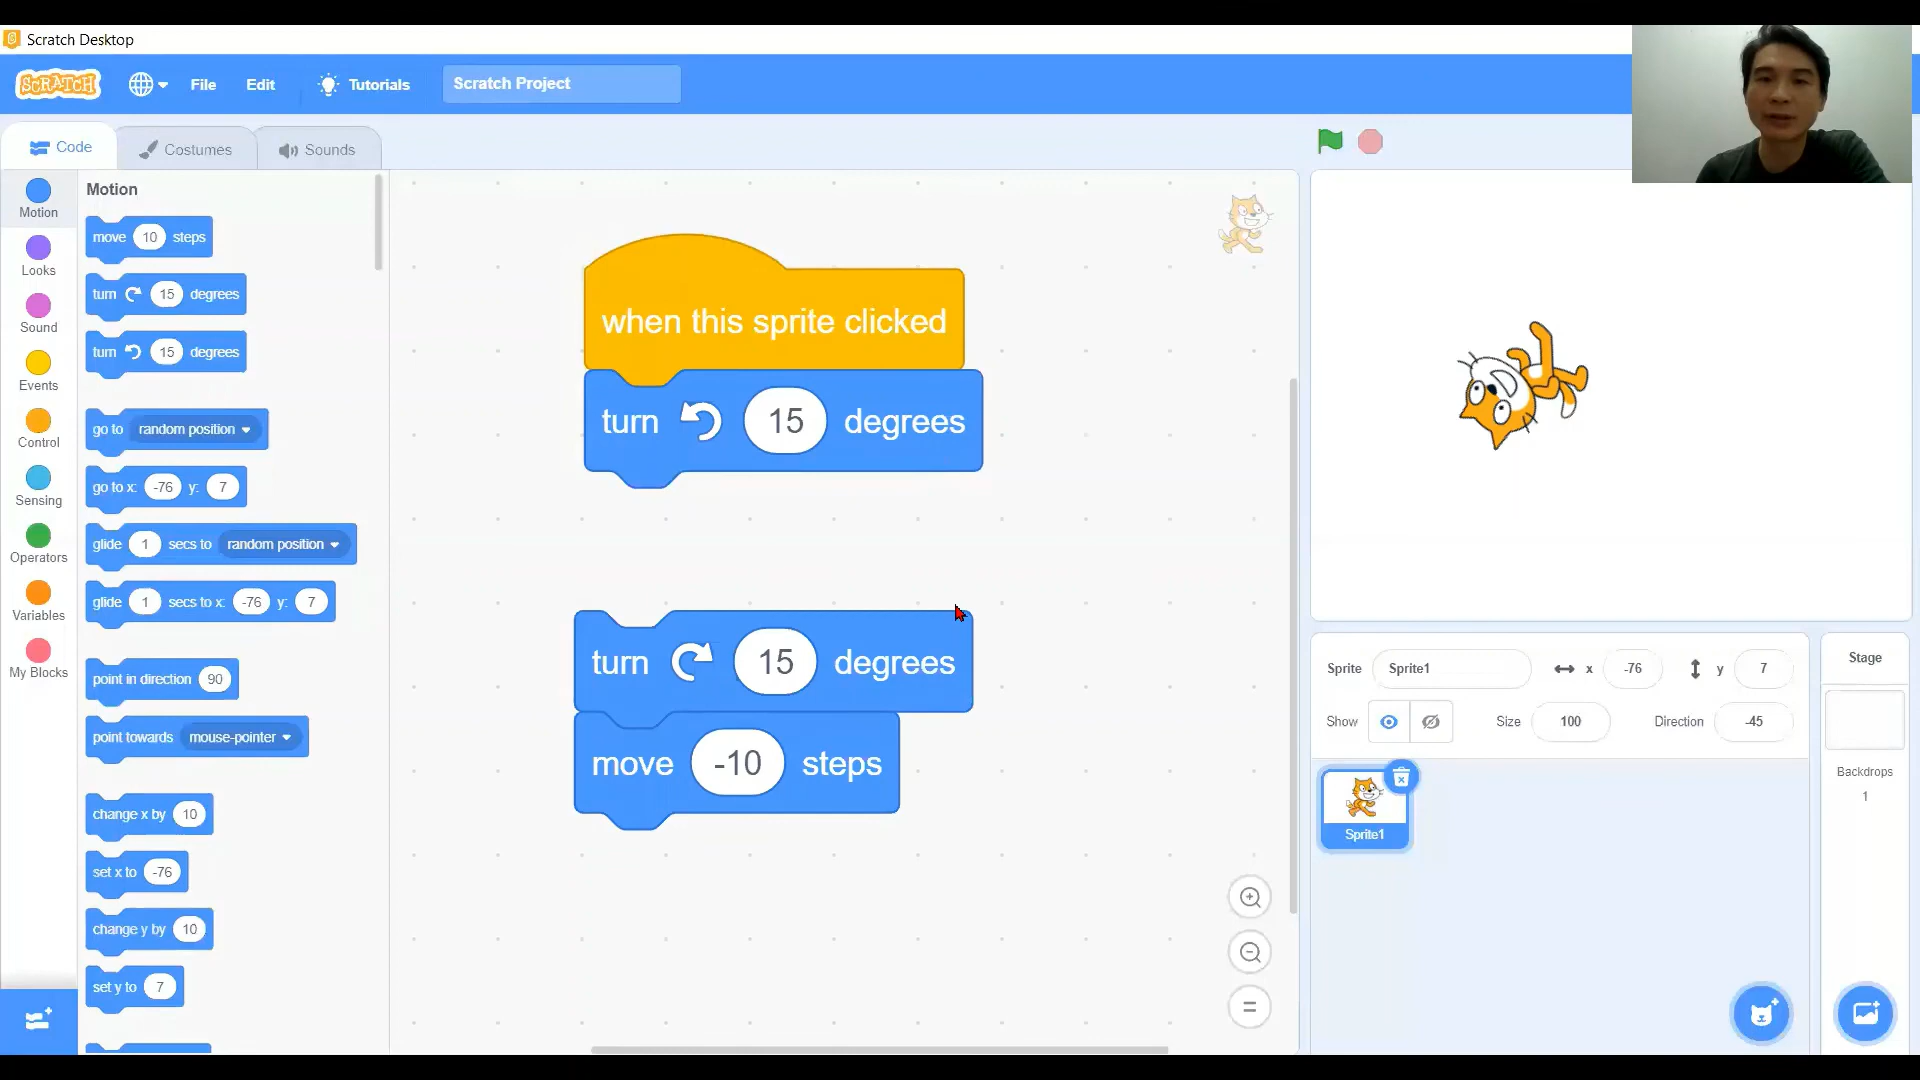 Scratch Desktop
SCRATCH
File
Edit
Tutorials
Scratch Project
Code
Costumes
Sounds
Motion
Looks
Sound
Events
Control
Sensing
Operators
Variables
My Blocks
Motion
move 10 steps
turn 15 degrees
turn 15 degrees
go to random position
go to x: -76 y: 7
glide 1 secs to random position
glide 1 secs to x: -76 y: 7
point in direction 90
point towards mouse-pointer
change x by 10
set x to -76
change y by 10
set y to 7
when this sprite clicked
turn 15 degrees
turn 15 degrees
move -10 steps
Sprite Sprite1 x -76 y 7
Show Size 100 Direction -45
Sprite1
Stage
Backdrops
1